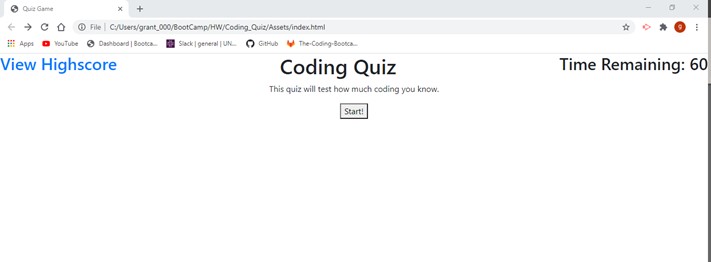 Quiz Game
File | C:/Users/grant_000/BootCamp/HW/Coding_Quiz/Assets/index.html
g
Apps YouTube Dashboard | Bootca... Slack | general | UN... GitHub The-Coding-Bootca...
View Highscore Coding Quiz Time Remaining: 60
This quiz will test how much coding you know.
Start!